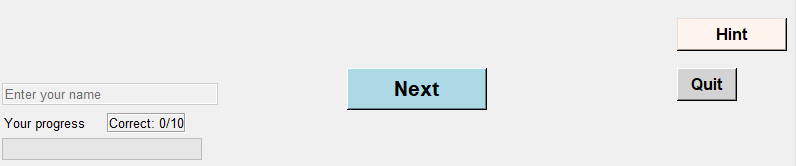 Hint
Next
Quit
Enter your name
Your progress
Correct: 0/10